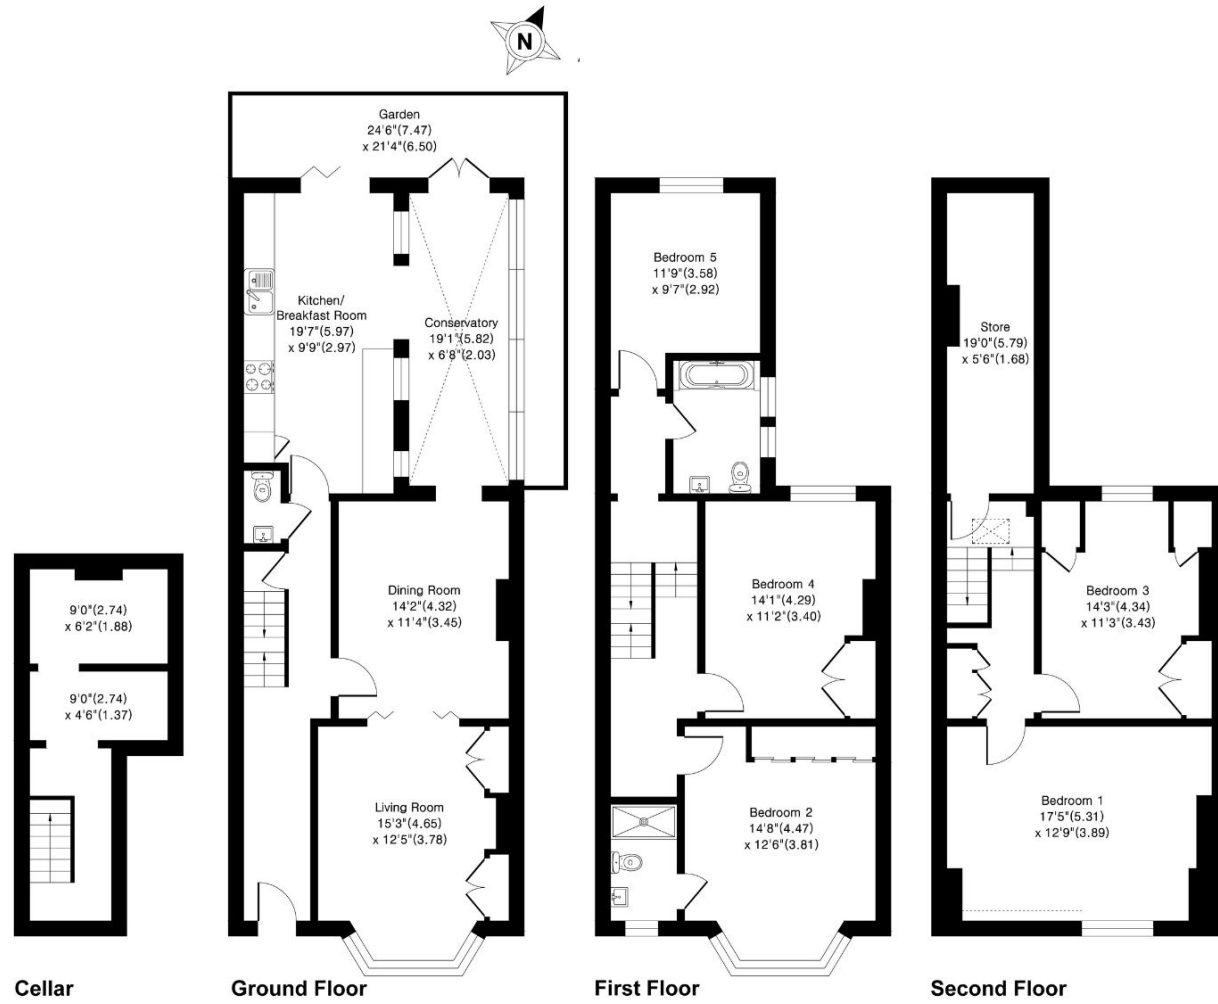 N
Garden
24'6"(7.47)
x 21'4"(6.50)
Kitchen/
Breakfast Room
19'7"(5.97)
x 9'9"(2.97)
Conservatory
19'1"(5.82)
x 6'8"(2.03)
Bedroom 5
11'9"(3.58)
x 9'7"(2.92)
Store
19'0"(5.79)
x 5'6"(1.68)
9'0"(2.74)
x 6'2"(1.88)
9'0"(2.74)
x 4'6"(1.37)
Dining Room
14'2"(4.32)
x 11'4"(3.45)
Bedroom 4
14'1"(4.29)
x 11'2"(3.40)
Bedroom 3
14'3"(4.34)
x 11'3"(3.43)
Living Room
15'3"(4.65)
x 12'5"(3.78)
Bedroom 2
14'8"(4.47)
x 12'6"(3.81)
Bedroom 1
17'5"(5.31)
x 12'9"(3.89)
Cellar
Ground Floor
First Floor
Second Floor